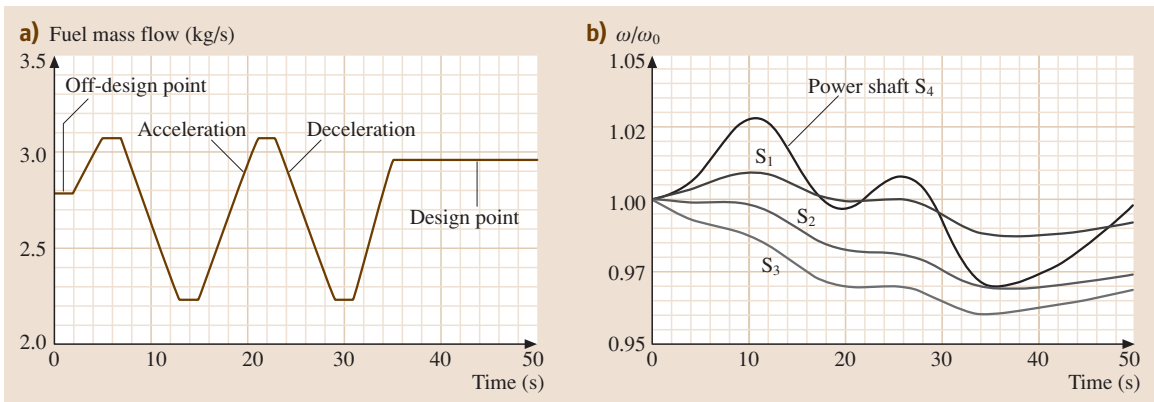 a) Fuel mass flow (kg/s)
3.5
Off-design point
Acceleration
Deceleration
3.0
Design point
2.5
2.0
0
10
20
30
40
50
Time (s)
b) ω/ω0
1.05
Power shaft S4
1.02
S1
1.00
S2
S3
0.97
0.95
0
10
20
30
40
50
Time (s)